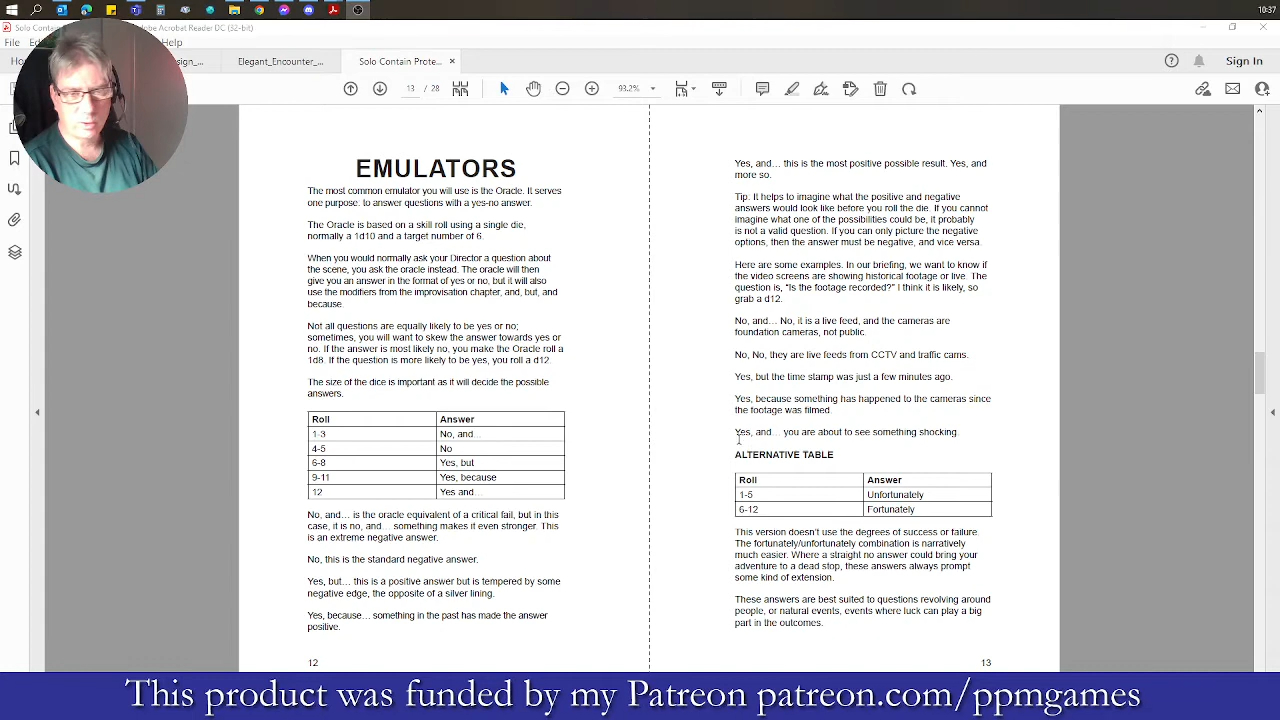 10:37
Solo Contain
dobe Acrobat Reader DC (32-bit)
File
Help
sign_...
Elegant_Encounter_...
Solo Contain Prote...
Sign In
13 / 28
93.2%
EMULATORS
The most common emulator you will use is the Oracle. It serves
one purpose: to answer questions with a yes-no answer.
The Oracle is based on a skill roll using a single die,
normally a 1d10 and a target number of 6.
When you would normally ask your Director a question about
the scene, you ask the oracle instead. The oracle will then
give you an answer in the format of yes or no, but it will also
use the modifiers from the improvisation chapter, and, but, and
because.
Not all questions are equally likely to be yes or no;
sometimes, you will want to skew the answer towards yes or
no. If the answer is most likely no, you make the Oracle roll a
1d8. If the question is more likely to be yes, you roll a d12.
The size of the dice is important as it will decide the possible
answers.
Roll Answer
1-3 No, and...
4-5 No
6-8 Yes, but
9-11 Yes, because
12 Yes and...
No, and... is the oracle equivalent of a critical fail, but in this
case, it is no, and... something makes it even stronger. This
is an extreme negative answer.
No, this is the standard negative answer.
Yes, but... this is a positive answer but is tempered by some
negative edge, the opposite of a silver lining.
Yes, because... something in the past has made the answer
positive.
12
Yes, and... this is the most positive possible result. Yes, and
more so.
Tip: It helps to imagine what the positive and negative
answers would look like before you roll the die. If you cannot
imagine what one of the possibilities could be, it probably
is not a valid question. If you can only picture the negative
options, then the answer must be negative, and vice versa.
Here are some examples. In our briefing, we want to know if
the video screens are showing historical footage or live. The
question is, “Is the footage recorded?” I think it is likely, so
grab a d12.
No, and... No, it is a live feed, and the cameras are
foundation cameras, not public.
No, No, they are live feeds from CCTV and traffic cams.
Yes, but the time stamp was just a few minutes ago.
Yes, because something has happened to the cameras since
the footage was filmed.
Yes, and... you are about to see something shocking.
ALTERNATIVE TABLE
Roll Answer
1-5 Unfortunately
6-12 Fortunately
This version doesn't use the degrees of success or failure.
The fortunately/unfortunately combination is narratively
much easier. Where a straight no answer could bring your
adventure to a dead stop, these answers always prompt
some kind of extension.
These answers are best suited to questions revolving around
people, or natural events, events where luck can play a big
part in the outcomes.
13
This product was funded by my Patreon patreon.com/ppmgames